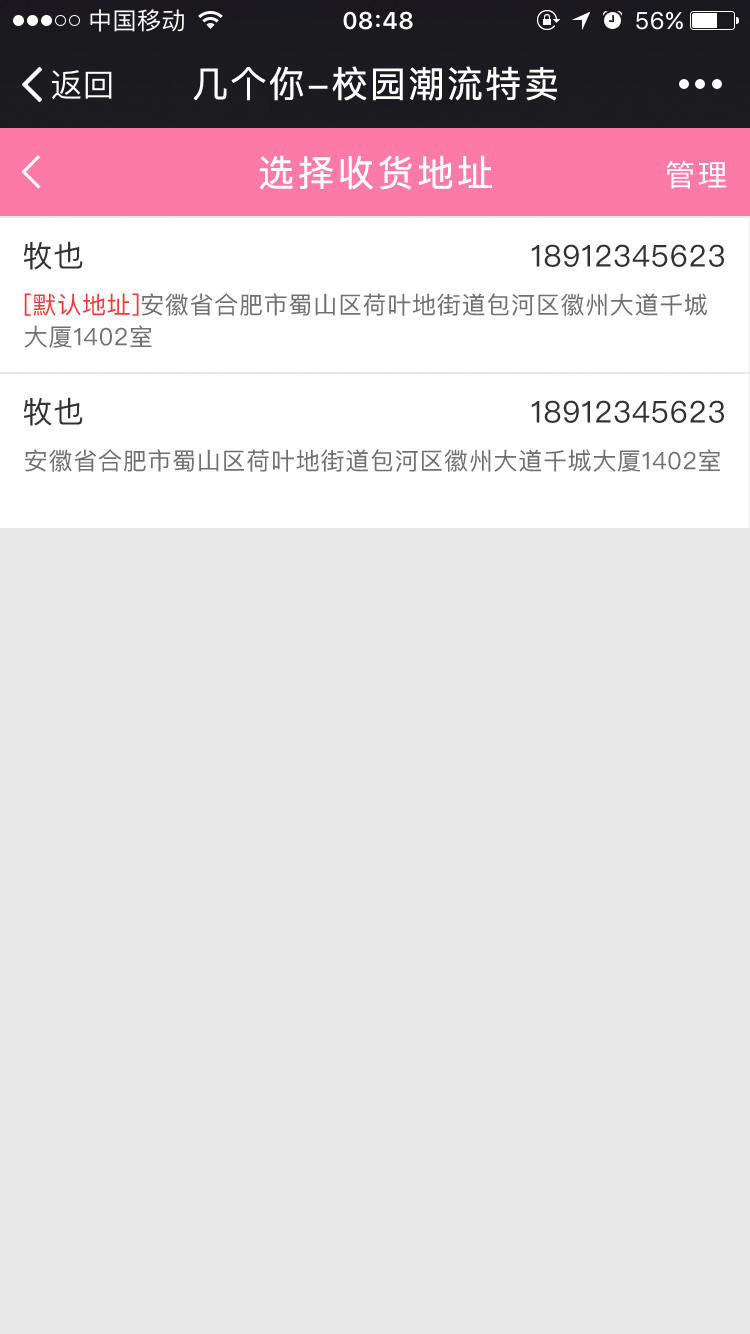 中国移动 08:48 56%
返回 几个你-校园潮流特卖
选择收货地址 管理
牧也 18912345623
[默认地址]安徽省合肥市蜀山区荷叶地街道包河区徽州大道千城
大厦1402室
牧也 18912345623
安徽省合肥市蜀山区荷叶地街道包河区徽州大道千城大厦1402室